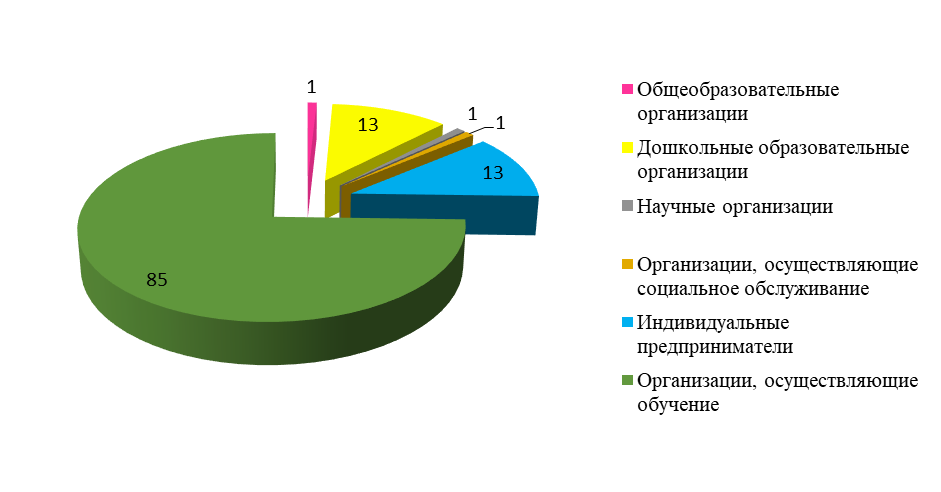 1
13
1
1
13
85
Общеобразовательные
организации
Дошкольные образовательные
организации
Научные организации
Организации, осуществляющие
социальное обслуживание
Индивидуальные
предприниматели
Организации, осуществляющие
обучение